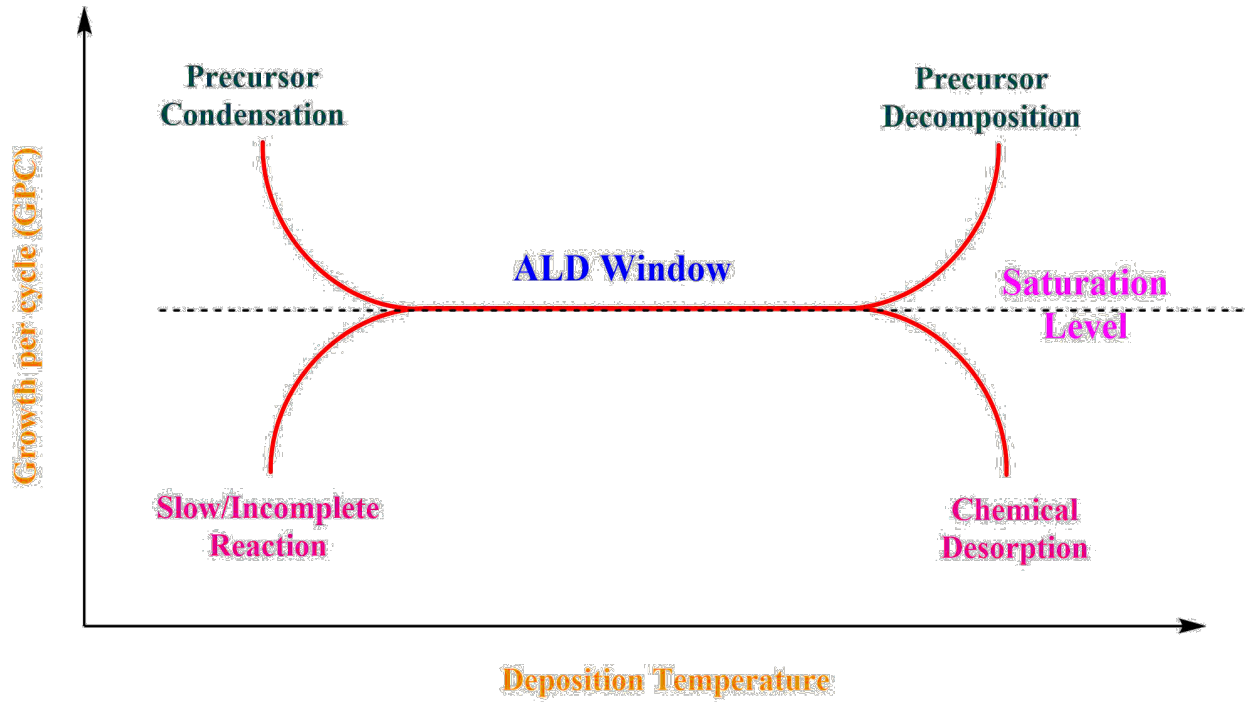 Precursor
Condensation
Precursor
Decomposition
Growth per cycle (GPC)
ALD Window
Saturation
Level
Slow/Incomplete
Reaction
Chemical
Desorption
Deposition Temperature